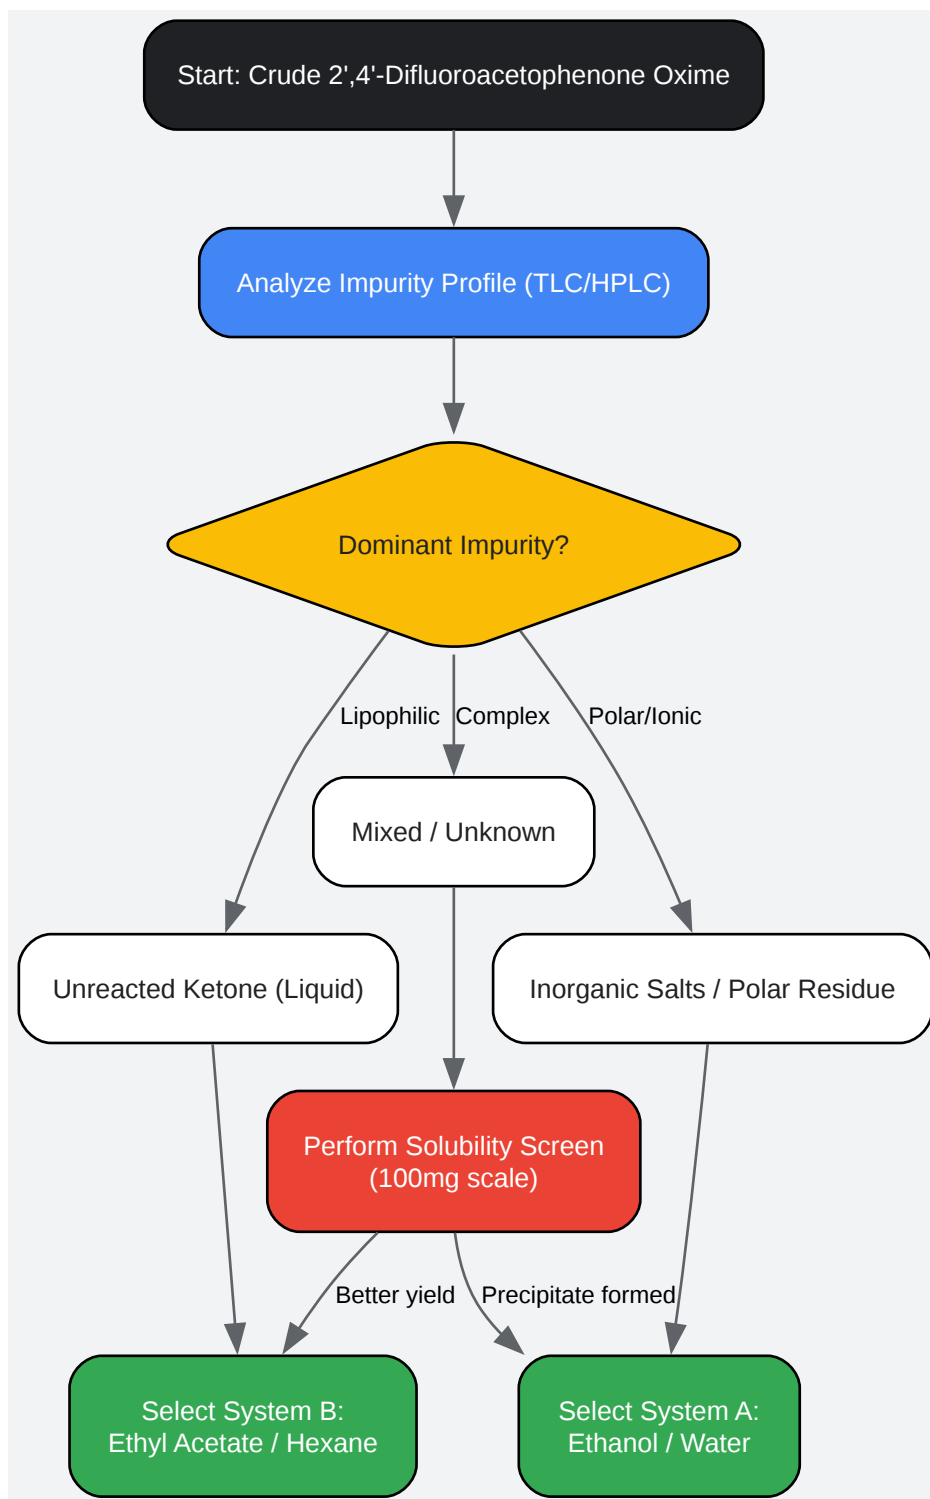 Start: Crude 2',4'-Difluoroacetophenone Oxime
Analyze Impurity Profile (TLC/HPLC)
Dominant Impurity?
Lipophilic
Complex
Polar/Ionic
Mixed / Unknown
Unreacted Ketone (Liquid)
Inorganic Salts / Polar Residue
Perform Solubility Screen
(100mg scale)
Better yield
Precipitate formed
Select System B:
Ethyl Acetate / Hexane
Select System A:
Ethanol / Water